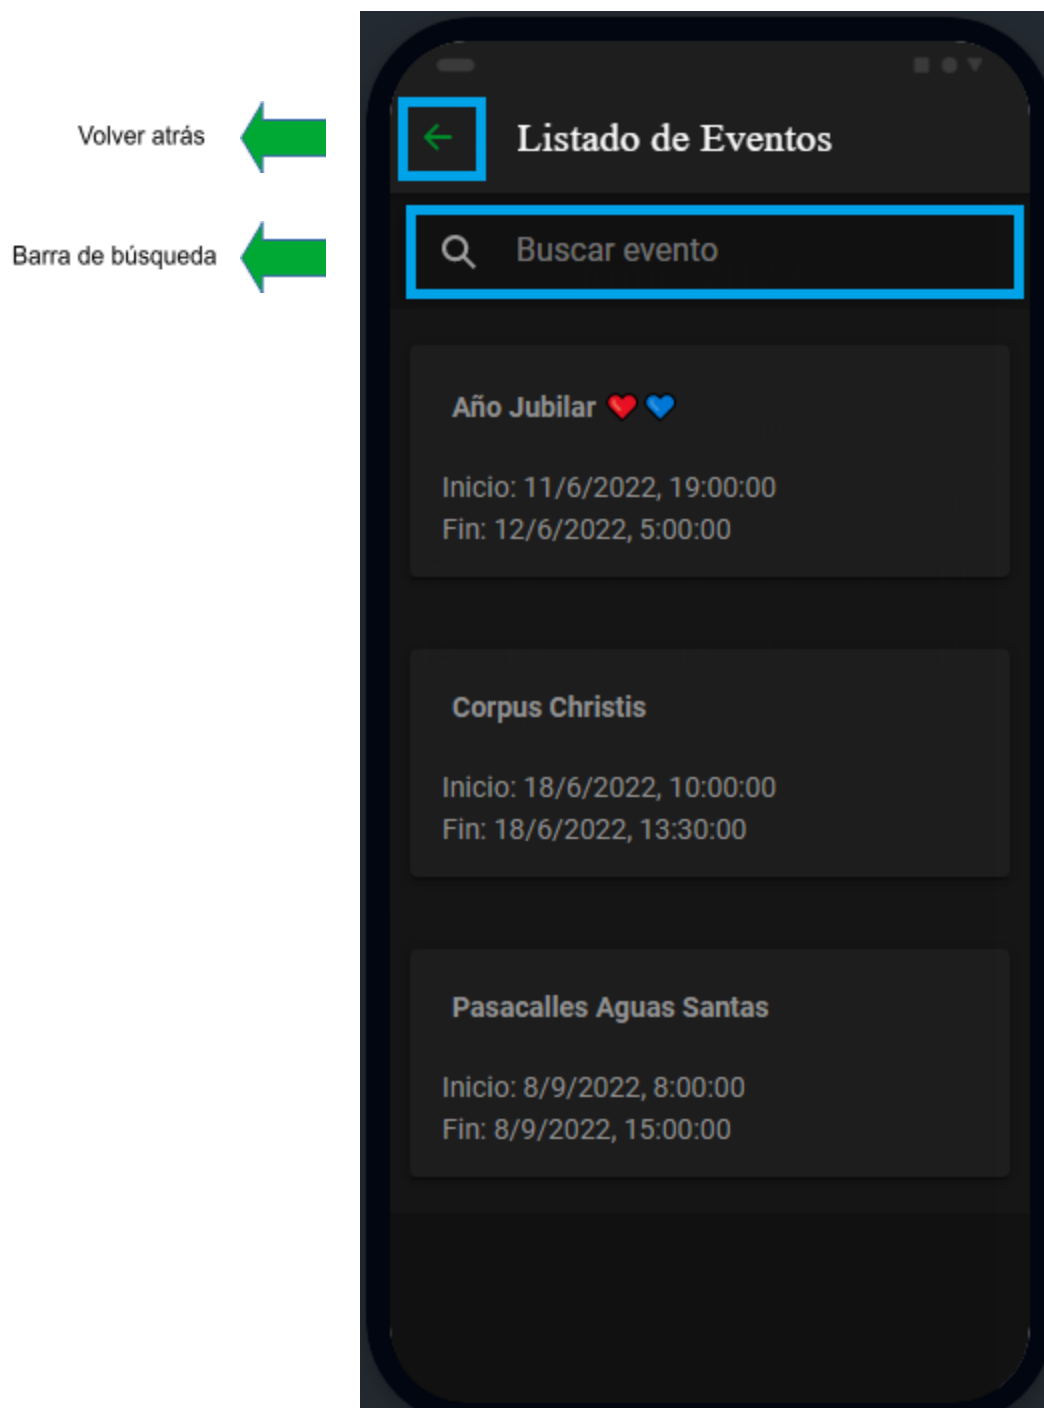 Volver atrás
Listado de Eventos
Barra de búsqueda
Buscar evento
Año Jubilar ❤️💙
Inicio: 11/6/2022, 19:00:00
Fin: 12/6/2022, 5:00:00
Corpus Christis
Inicio: 18/6/2022, 10:00:00
Fin: 18/6/2022, 13:30:00
Pasacalles Aguas Santas
Inicio: 8/9/2022, 8:00:00
Fin: 8/9/2022, 15:00:00